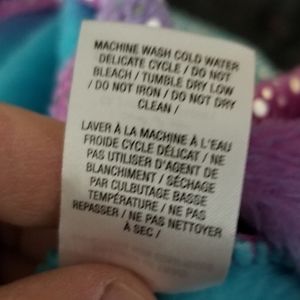 MACHINE WASH COLD WATER
DELICATE CYCLE / DO NOT
BLEACH / TUMBLE DRY LOW
/ DO NOT IRON / DO NOT DRY
CLEAN /
LAVER À LA MACHINE À L'EAU
FROIDE CYCLE DÉLICAT / NE
PAS UTILISER D'AGENT DE
BLANCHIMENT / SÉCHAGE
PAR CULBUTAGE BASSE
TEMPÉRATURE / NE PAS
REPASSER / NE PAS NETTOYER
À SEC /